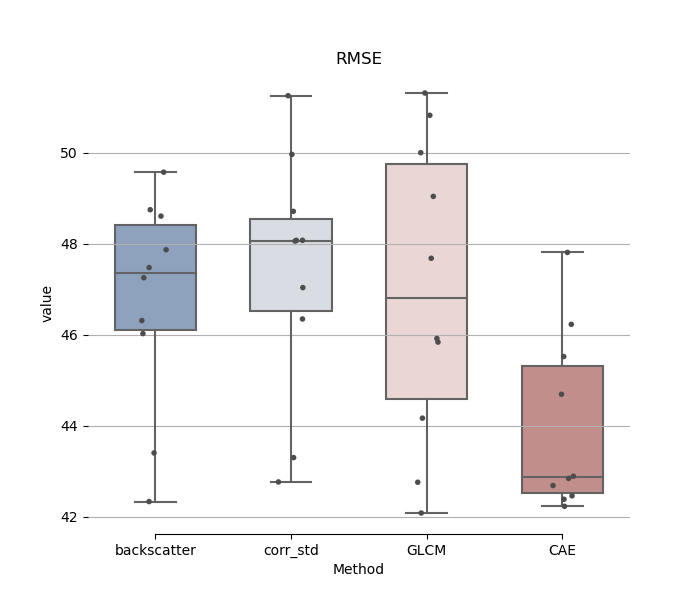 RMSE
50
48
46
44
42
value
backscatter
corr_std
GLCM
CAE
Method